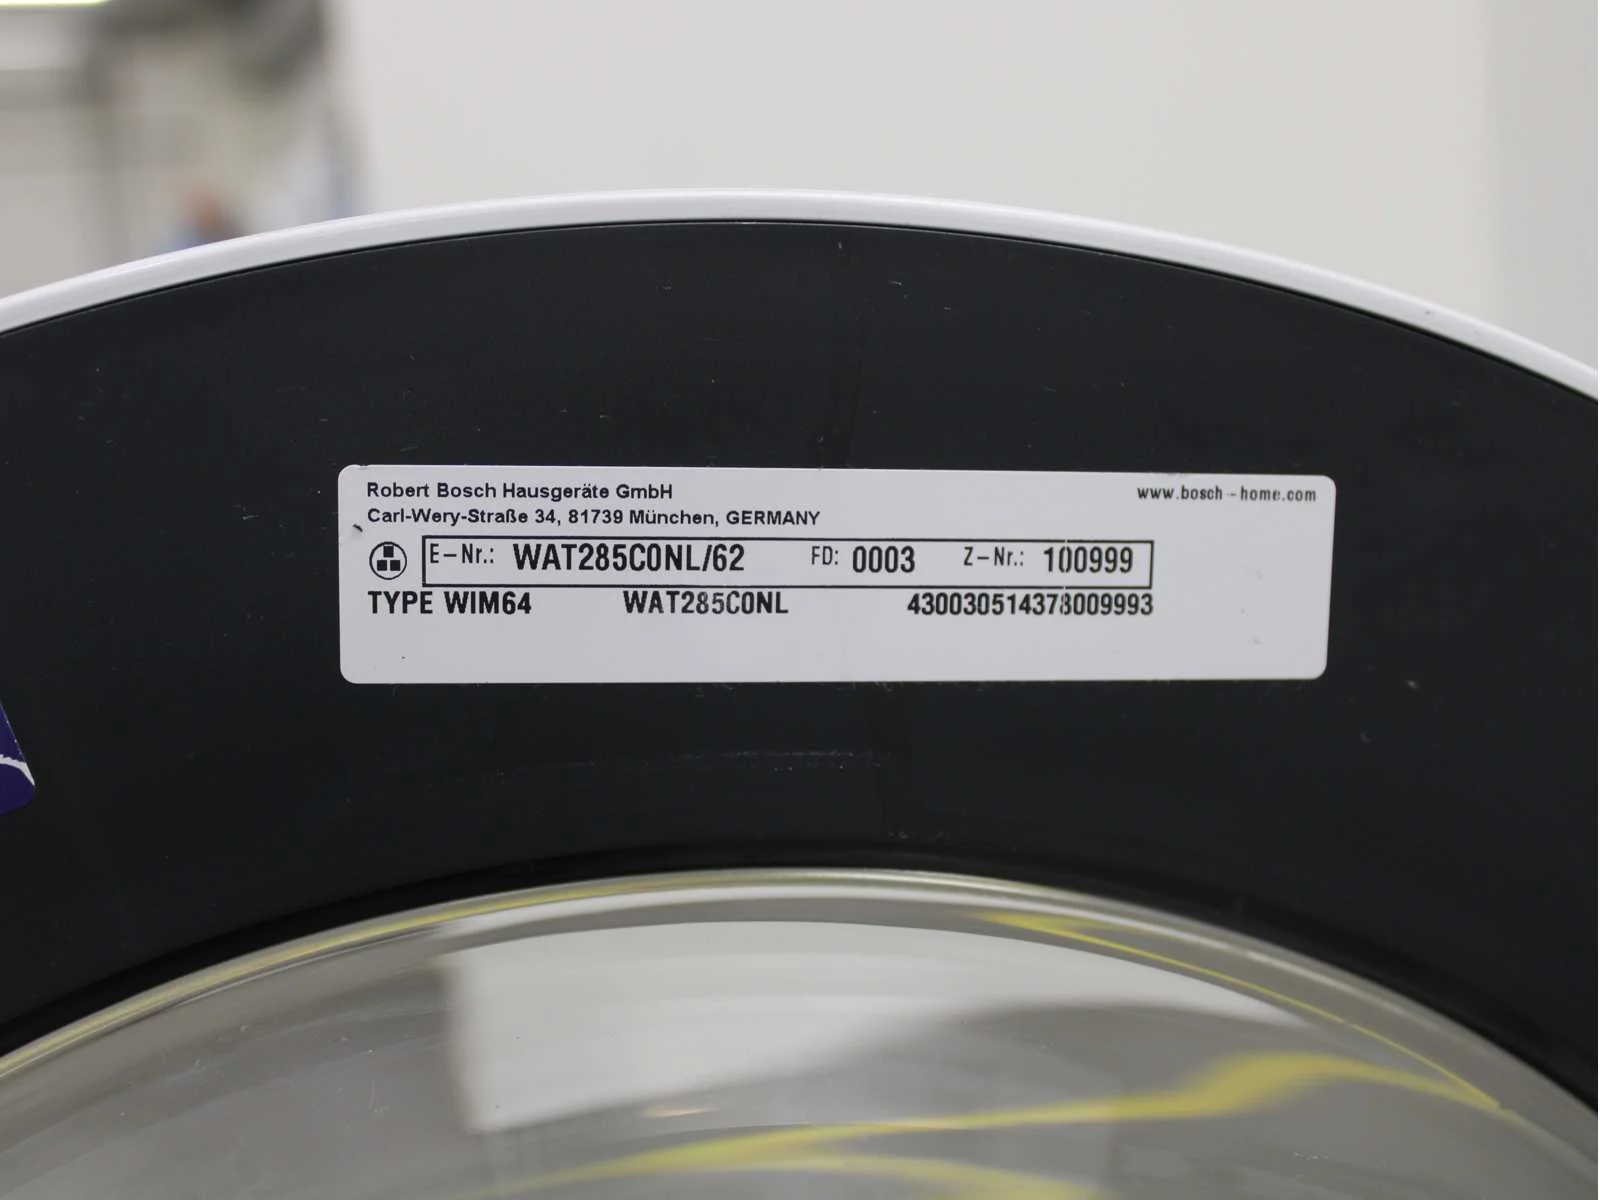 Robert Bosch Hausgeräte GmbH
www.bosch-home.com
Carl-Wery-Straße 34, 81739 München, GERMANY
E-Nr.: WAT285C0NL/62 FD: 0003 Z-Nr.: 100999
TYPE WIM64 WAT285C0NL 430030514378009993